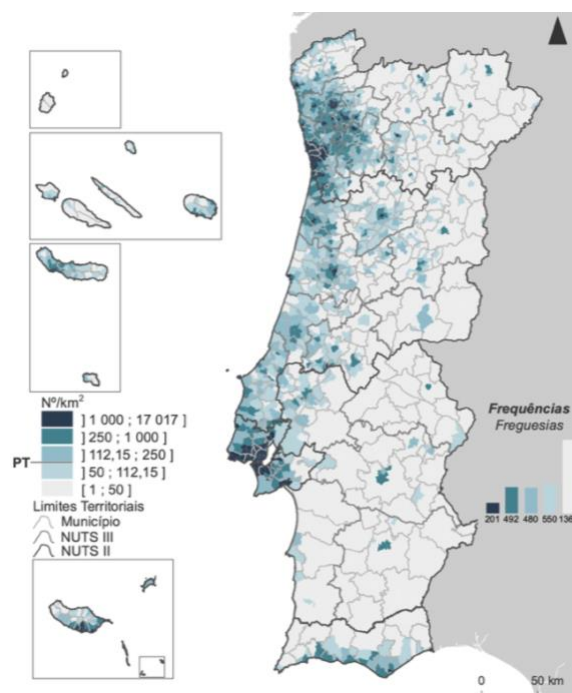 Nº/km²
] 1 000 ; 17 017 ]
] 250 ; 1 000 ]
] 112,15 ; 250 ]
PT
] 50 ; 112,15 ]
[ 1 ; 50 ]
Limites Territoriais
Município
NUTS III
NUTS II
Frequências
Freguesias
201 492 480 550 136
0 50 km